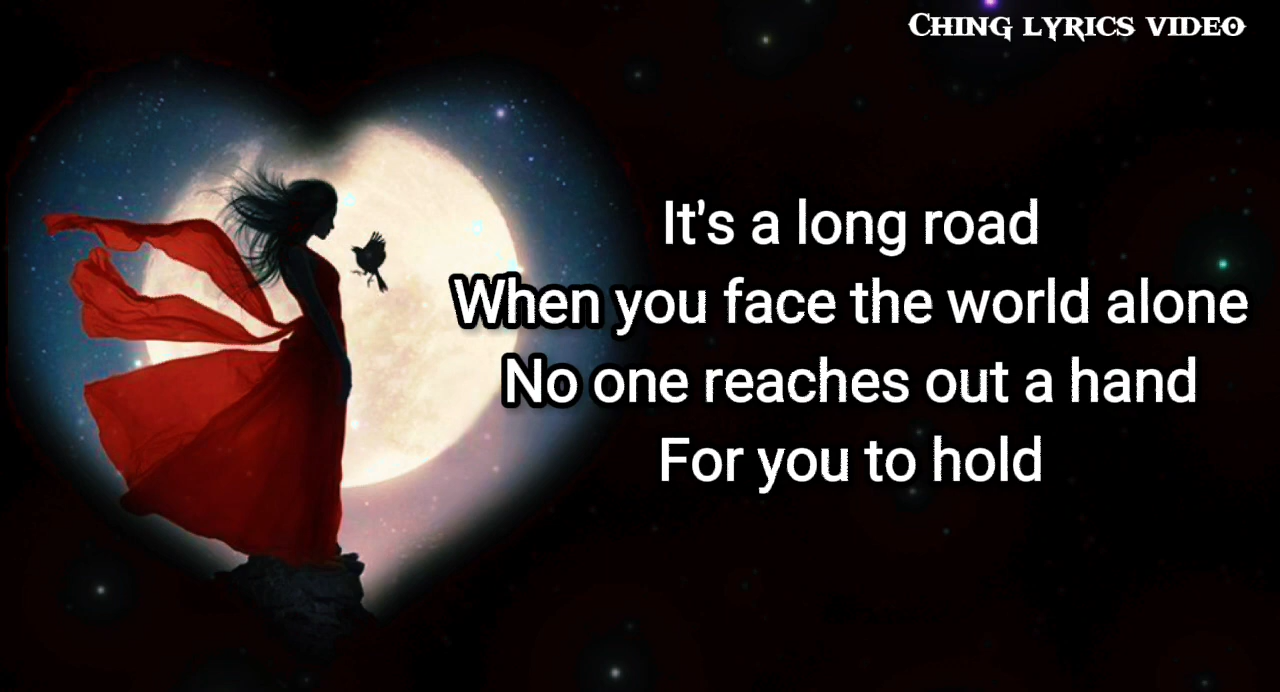 Ching lyrics video
It's a long road
When you face the world alone
No one reaches out a hand
For you to hold